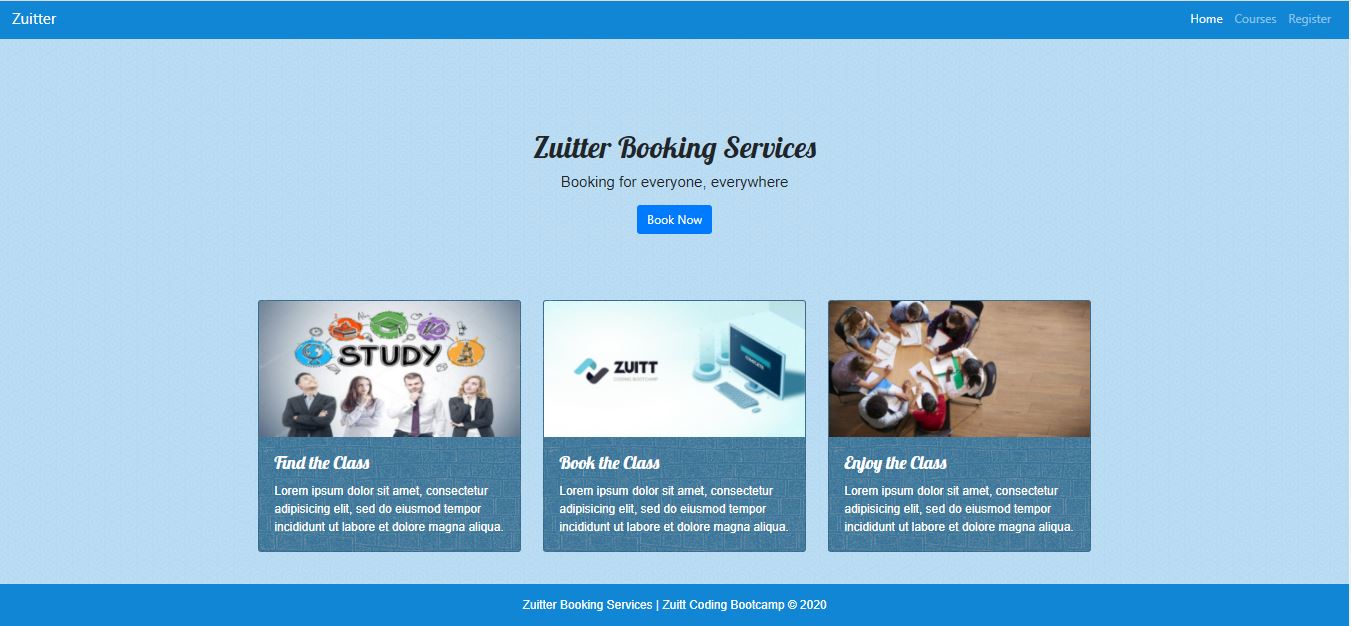 Zuitter
Home Courses Register
Zuitter Booking Services
Booking for everyone, everywhere
Book Now
STUDY
ZUITT
CODING BOOTCAMP
Find the Class
Lorem ipsum dolor sit amet, consectetur
adipisicing elit, sed do eiusmod tempor
incididunt ut labore et dolore magna aliqua.
Book the Class
Lorem ipsum dolor sit amet, consectetur
adipisicing elit, sed do eiusmod tempor
incididunt ut labore et dolore magna aliqua.
Enjoy the Class
Lorem ipsum dolor sit amet, consectetur
adipisicing elit, sed do eiusmod tempor
incididunt ut labore et dolore magna aliqua.
Zuitter Booking Services | Zuitt Coding Bootcamp © 2020